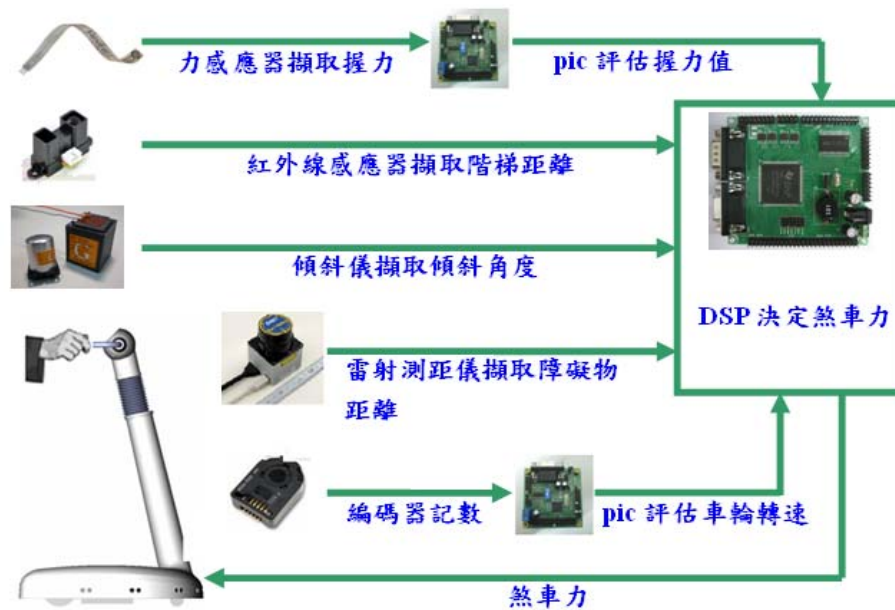 力感應器擷取握力
pic 評估握力值
紅外線感應器擷取階梯距離
傾斜儀擷取傾斜角度
DSP 決定煞車力
雷射測距儀擷取障礙物
距離
編碼器記數
pic 評估車輪轉速
煞車力